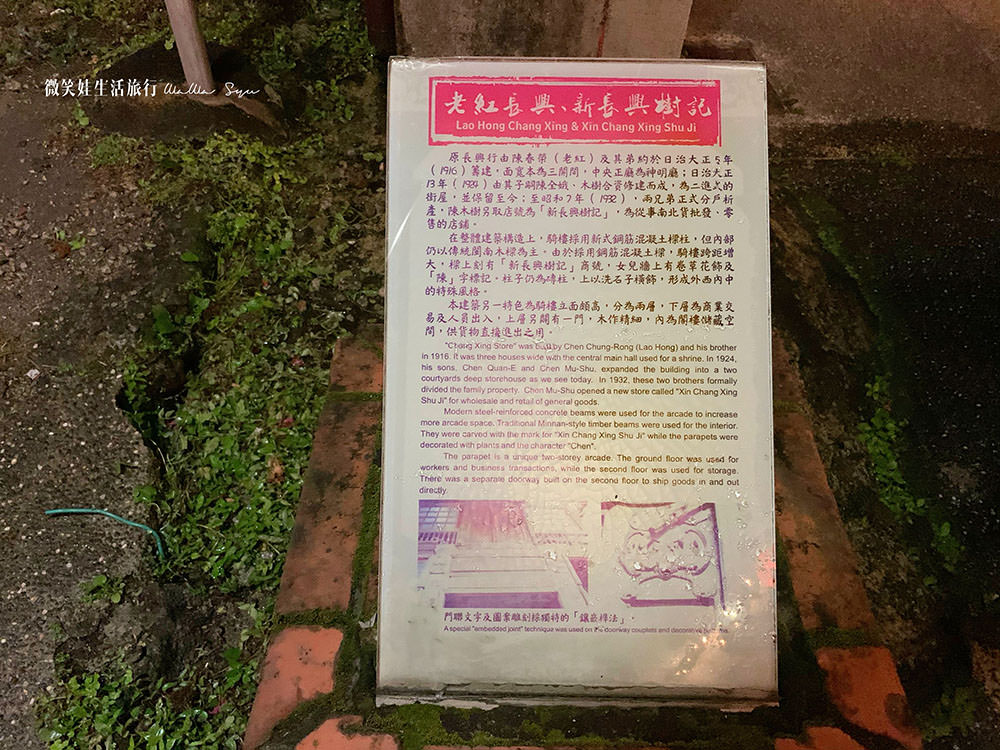 微笑娃生活旅行 WaWa Syu
老紅長興、新長興樹記
Lao Hong Chang Xing & Xin Chang Xing Shu Ji
原長興行由陳春榮（老紅）及其弟約於日治大正5年
（1916）籌建，面寬本為三開間，中央正廳為神明廳；日治大正
13年（1924）由其子嗣陳全娥、木樹合資修建而成，為二進式的
街屋，並保留至今；至昭和7年（1932），兩兄弟正式分戶析
產，陳木樹另取店號為「新長興樹記」，為從事南北貨批發、零
售的店鋪。
在整體建築構造上，騎樓採用新式鋼筋混凝土樑柱，但內部
仍以傳統閩南木樑為主。由於採用鋼筋混凝土樑，騎樓跨距增
大，樑上刻有「新長興樹記」商號，女兒牆上有卷草花飾及
「陳」字標記。柱子仍為磚柱，上以洗石子橫飾，形成外西內中
的特殊風格。
本建築另一特色為騎樓立面頗高，分為兩層，下層為商業交
易及人員出入，上層另闢有一門，木作精細，內為閣樓儲藏空
間，供貨物直接進出之用。
"Chang Xing Store" was built by Chen Chung-Rong (Lao Hong) and his brother
in 1916. It was three houses wide with the central main hall used for a shrine. In 1924,
his sons, Chen Quan-E and Chen Mu-Shu, expanded the building into a two
courtyards deep storehouse as we see today. In 1932, these two brothers formally
divided the family property. Chen Mu-Shu opened a new store called "Xin Chang Xing
Shu Ji" for wholesale and retail of general goods.
Modern steel-reinforced concrete beams were used for the arcade to increase
more arcade space. Traditional Minnan-style timber beams were used for the interior.
They were carved with the mark for "Xin Chang Xing Shu Ji" while the parapets were
decorated with plants and the character "Chen".
The parapet is a unique two-storey arcade. The ground floor was used for
workers and business transactions, while the second floor was used for storage.
There was a separate doorway built on the second floor to ship goods in and out
directly.
門聯文字及圖案雕刻採獨特的「鑲嵌榫法」。
A special "embedded joint" technique was used on the doorway couplets and decorative patterns.